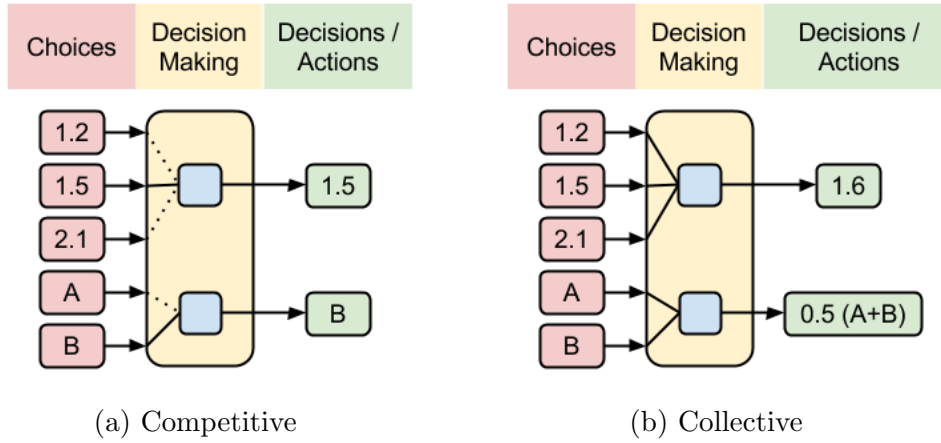 Choices
Decision
Making
Decisions /
Actions
1.2
1.5
2.1
A
B
1.5
B
(a) Competitive
Choices
Decision
Making
Decisions /
Actions
1.2
1.5
2.1
A
B
1.6
0.5 (A+B)
(b) Collective